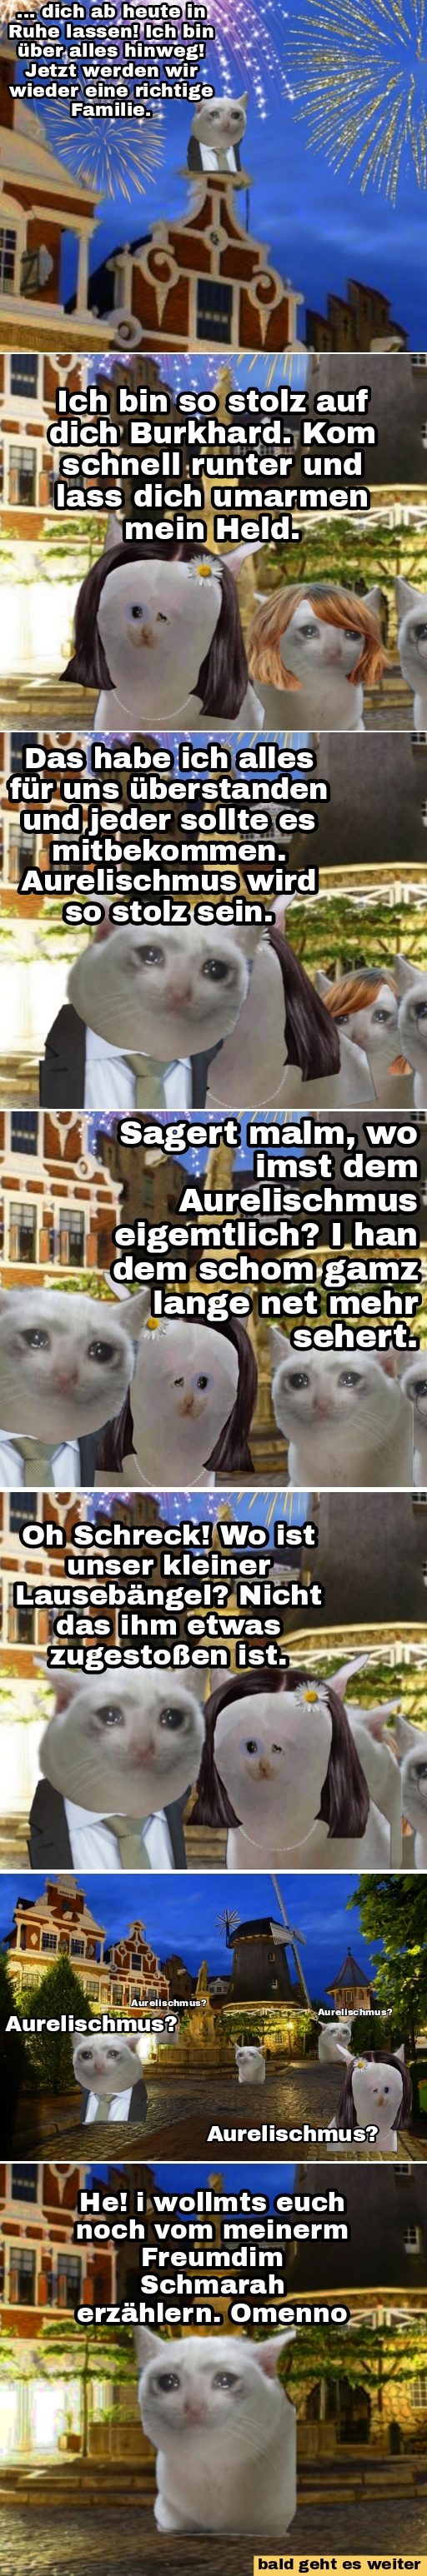 ... dich ab heute in
Ruhe lassen! Ich bin
über alles hinweg!
Jetzt werden wir
wieder eine richtige
Familie.
Ich bin so stolz auf
dich Burkhard. Kom
schnell runter und
lass dich umarmen
mein Held.
Das habe ich alles
für uns überstanden
und jeder sollte es
mitbekommen.
Aurelischmus wird
so stolz sein.
Sagert malm, wo
imst dem
Aurelischmus
eigemtlich? I han
dem schom gamz
lange net mehr
sehert.
Oh Schreck! Wo ist
unser kleiner
Lausebängel? Nicht
das ihm etwas
zugestoßen ist.
Aurelischmus?
Aurelischmus?
Aurelischmus?
Aurelischmus?
He! i wollmts euch
noch vom meinerm
Freumdim
Schmarah
erzählern. Omenno
bald geht es weiter